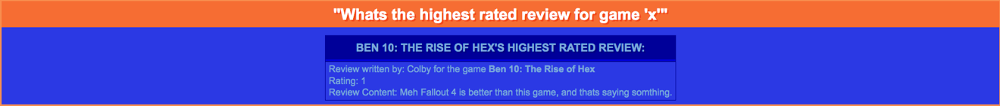 "Whats the highest rated review for game 'x'"
BEN 10: THE RISE OF HEX'S HIGHEST RATED REVIEW:
Review written by: Colby for the game Ben 10: The Rise of Hex
Rating: 1
Review Content: Meh Fallout 4 is better than this game, and thats saying somthing.